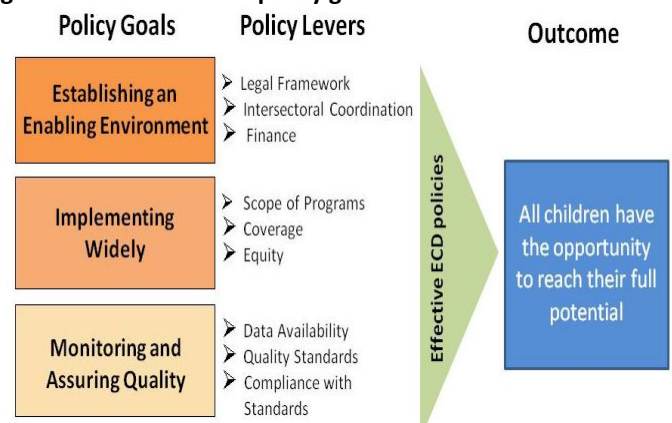 Policy Goals
Policy Levers
Outcome
Establishing an
Enabling Environment
➢ Legal Framework
➢ Intersectoral Coordination
➢ Finance
Implementing
Widely
➢ Scope of Programs
➢ Coverage
➢ Equity
Monitoring and
Assuring Quality
➢ Data Availability
➢ Quality Standards
➢ Compliance with
Standards
Effective ECD policies
All children have
the opportunity
to reach their full
potential